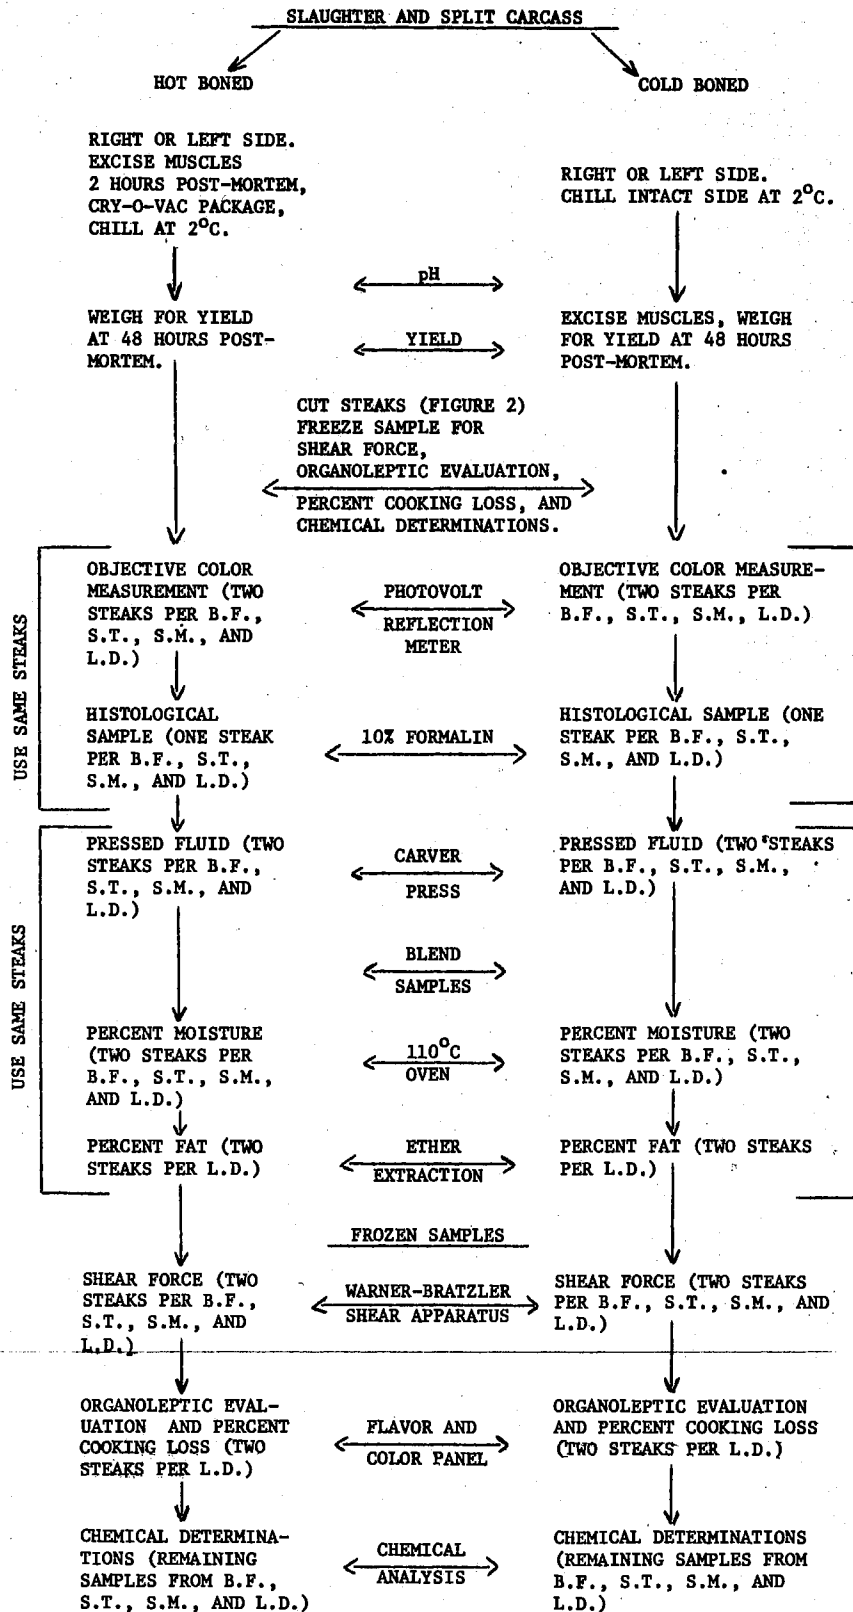 SLAUGHTER AND SPLIT CARCASS
HOT BONED
COLD BONED
RIGHT OR LEFT SIDE.
EXCISE MUSCLES
2 HOURS POST-MORTEM,
CRY-O-VAC PACKAGE,
CHILL AT 2°C.
RIGHT OR LEFT SIDE.
CHILL INTACT SIDE AT 2°C.
pH
WEIGH FOR YIELD
AT 48 HOURS POST-
MORTEM.
YIELD
EXCISE MUSCLES, WEIGH
FOR YIELD AT 48 HOURS
POST-MORTEM.
CUT STEAKS (FIGURE 2)
FREEZE SAMPLE FOR
SHEAR FORCE,
ORGANOLEPTIC EVALUATION,
PERCENT COOKING LOSS, AND
CHEMICAL DETERMINATIONS.
USE SAME STEAKS
OBJECTIVE COLOR
MEASUREMENT (TWO
STEAKS PER B.F.,
S.T., S.M., AND
L.D.)
PHOTOVOLT
REFLECTION
METER
OBJECTIVE COLOR MEASURE-
MENT (TWO STEAKS PER
B.F., S.T., S.M., L.D.)
HISTOLOGICAL
SAMPLE (ONE STEAK
PER B.F., S.T.,
S.M., AND L.D.)
10% FORMALIN
HISTOLOGICAL SAMPLE (ONE
STEAK PER B.F., S.T.,
S.M., AND L.D.)
USE SAME STEAKS
PRESSED FLUID (TWO
STEAKS PER B.F.,
S.T., S.M., AND
L.D.)
CARVER
PRESS
PRESSED FLUID (TWO STEAKS
PER B.F., S.T., S.M.,
AND L.D.)
BLEND
SAMPLES
PERCENT MOISTURE
(TWO STEAKS PER
B.F., S.T., S.M.,
AND L.D.)
110°C
OVEN
PERCENT MOISTURE (TWO
STEAKS PER B.F., S.T.,
S.M., AND L.D.)
PERCENT FAT (TWO
STEAKS PER L.D.)
ETHER
EXTRACTION
PERCENT FAT (TWO STEAKS
PER L.D.)
FROZEN SAMPLES
SHEAR FORCE (TWO
STEAKS PER B.F.,
S.T., S.M., AND
L.D.)
WARNER-BRATZLER
SHEAR APPARATUS
SHEAR FORCE (TWO STEAKS
PER B.F., S.T., S.M., AND
L.D.)
ORGANOLEPTIC EVAL-
UATION AND PERCENT
COOKING LOSS (TWO
STEAKS PER L.D.)
FLAVOR AND
COLOR PANEL
ORGANOLEPTIC EVALUATION
AND PERCENT COOKING LOSS
(TWO STEAKS PER L.D.)
CHEMICAL DETERMINA-
TIONS (REMAINING
SAMPLES FROM B.F.,
S.T., S.M., AND L.D.)
CHEMICAL
ANALYSIS
CHEMICAL DETERMINATIONS
(REMAINING SAMPLES FROM
B.F., S.T., S.M., AND
L.D.)